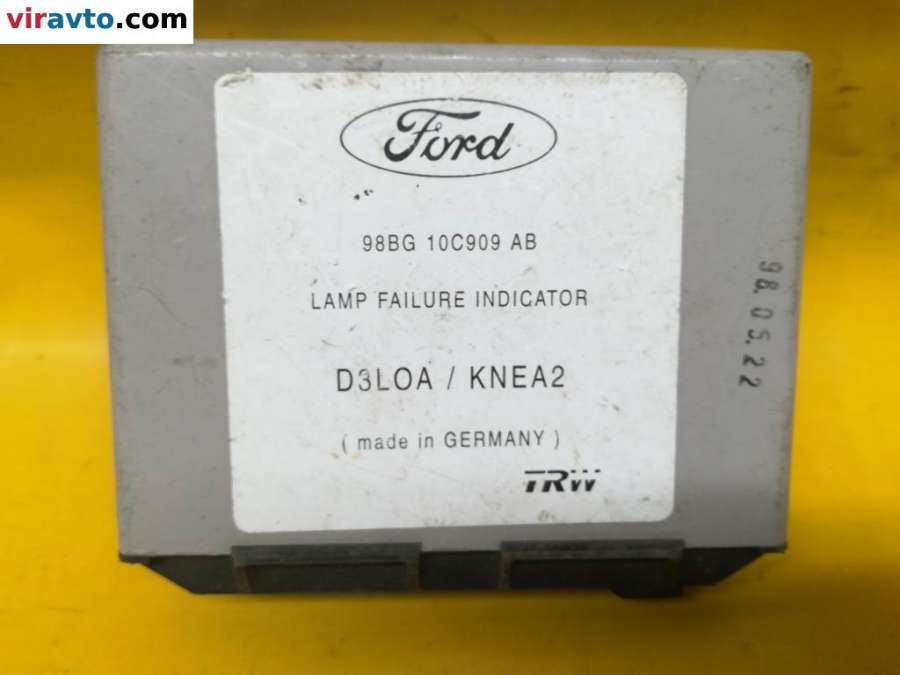 viravto.com
Ford
98BG 10C909 AB
LAMP FAILURE INDICATOR
D3LOA / KNEA2
( made in GERMANY )
TRW
98.05.22